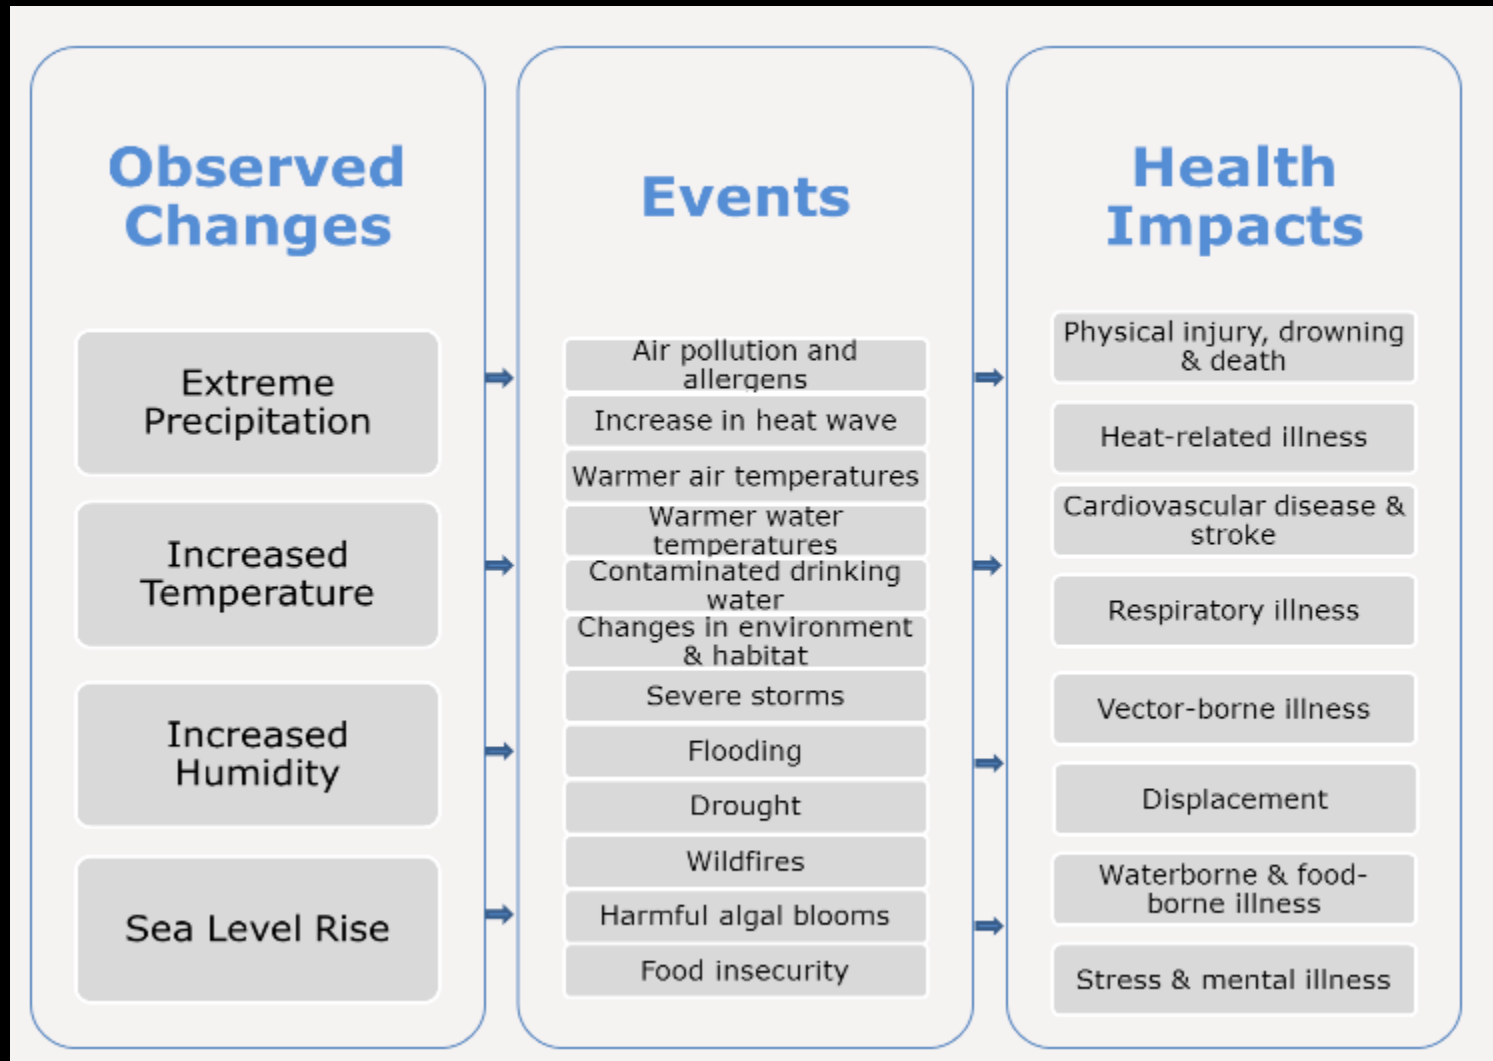 Observed
Changes
Extreme
Precipitation
Increased
Temperature
Increased
Humidity
Sea Level Rise
Events
Air pollution and
allergens
Increase in heat wave
Warmer air temperatures
Warmer water
temperatures
Contaminated drinking
water
Changes in environment
& habitat
Severe storms
Flooding
Drought
Wildfires
Harmful algal blooms
Food insecurity
Health
Impacts
Physical injury, drowning
& death
Heat-related illness
Cardiovascular disease &
stroke
Respiratory illness
Vector-borne illness
Displacement
Waterborne & food-
borne illness
Stress & mental illness